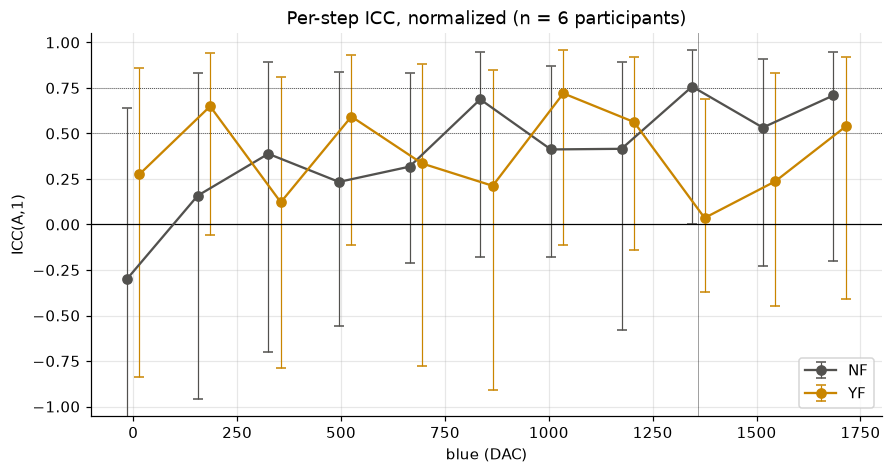 Per-step ICC, normalized (n = 6 participants)
1.00
0.75
0.50
0.25
0.00
−0.25
−0.50
−0.75
−1.00
ICC(A,1)
0 250 500 750 1000 1250 1500 1750
blue (DAC)
NF
YF